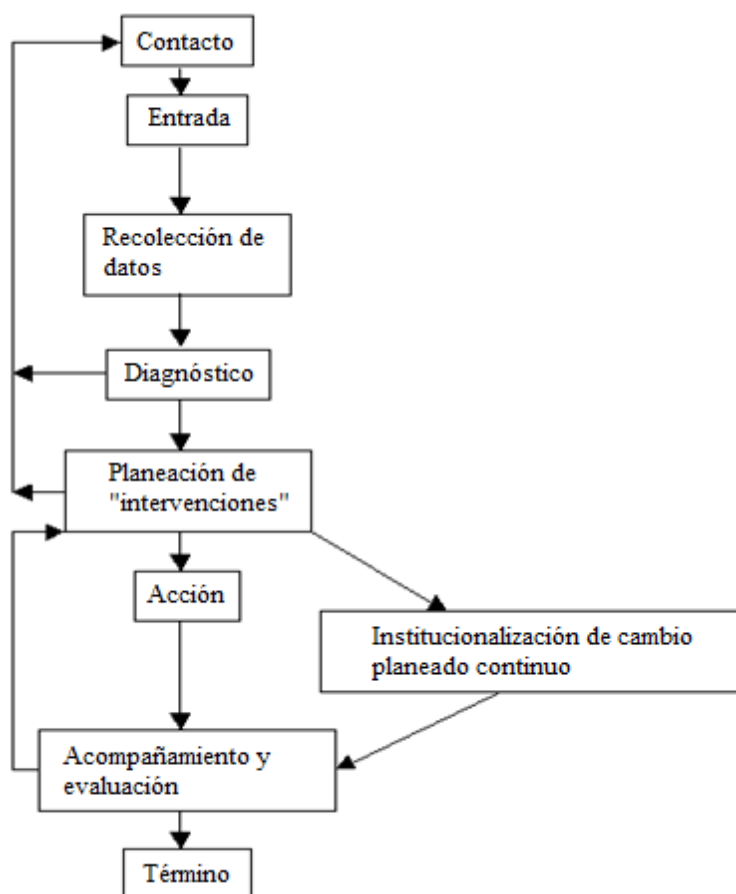 Contacto
Entrada
Recolección de
datos
Diagnóstico
Planeación de
"intervenciones"
Acción
Institucionalización de cambio
planeado continuo
Acompañamiento y
evaluación
Término